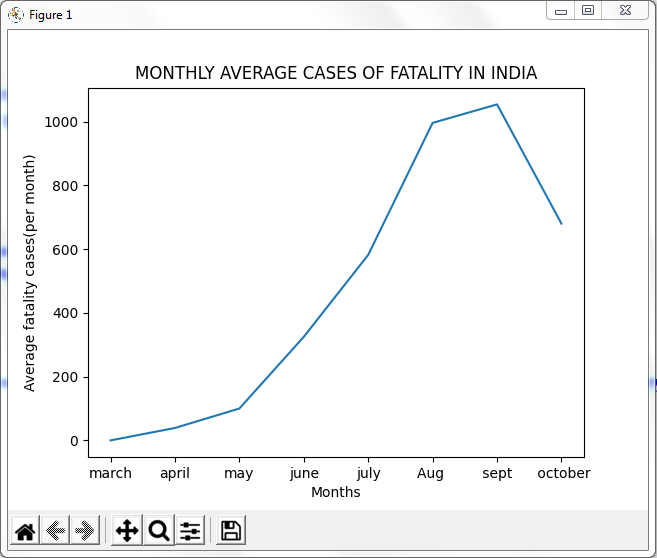 Figure 1
MONTHLY AVERAGE CASES OF FATALITY IN INDIA
Average fatality cases(per month)
1000
800
600
400
200
0
march april may june july Aug sept october
Months